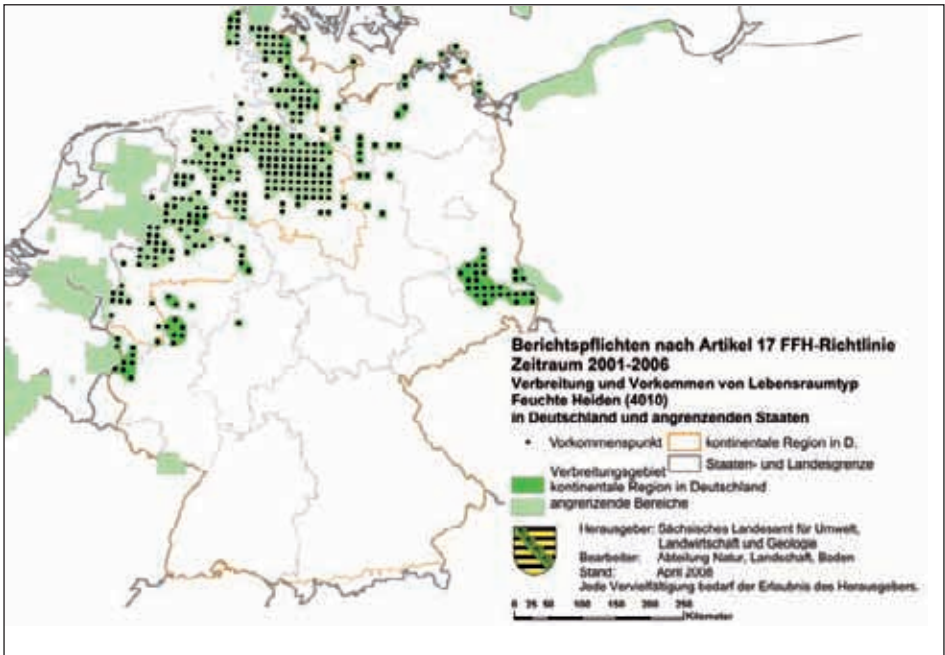 Berichtspflichten nach Artikel 17 FFH-Richtlinie
Zeitraum 2001-2006
Verbreitung und Vorkommen von Lebensraumtyp
Feuchte Heiden (4010)
in Deutschland und angrenzenden Staaten
Vorkommenspunkt
kontinentale Region in D.
Staaten- und Landesgrenze
Verbreitungsgebiet
kontinentale Region in Deutschland
angrenzende Bereiche
Herausgeber: Sächsisches Landesamt für Umwelt,
Landwirtschaft und Geologie
Bearbeiter: Abteilung Natur, Landschaft, Boden
Stand: April 2008
Jede Vervielfältigung bedarf der Erlaubnis des Herausgebers.
0 25 50 100 150 200 250
Kilometer